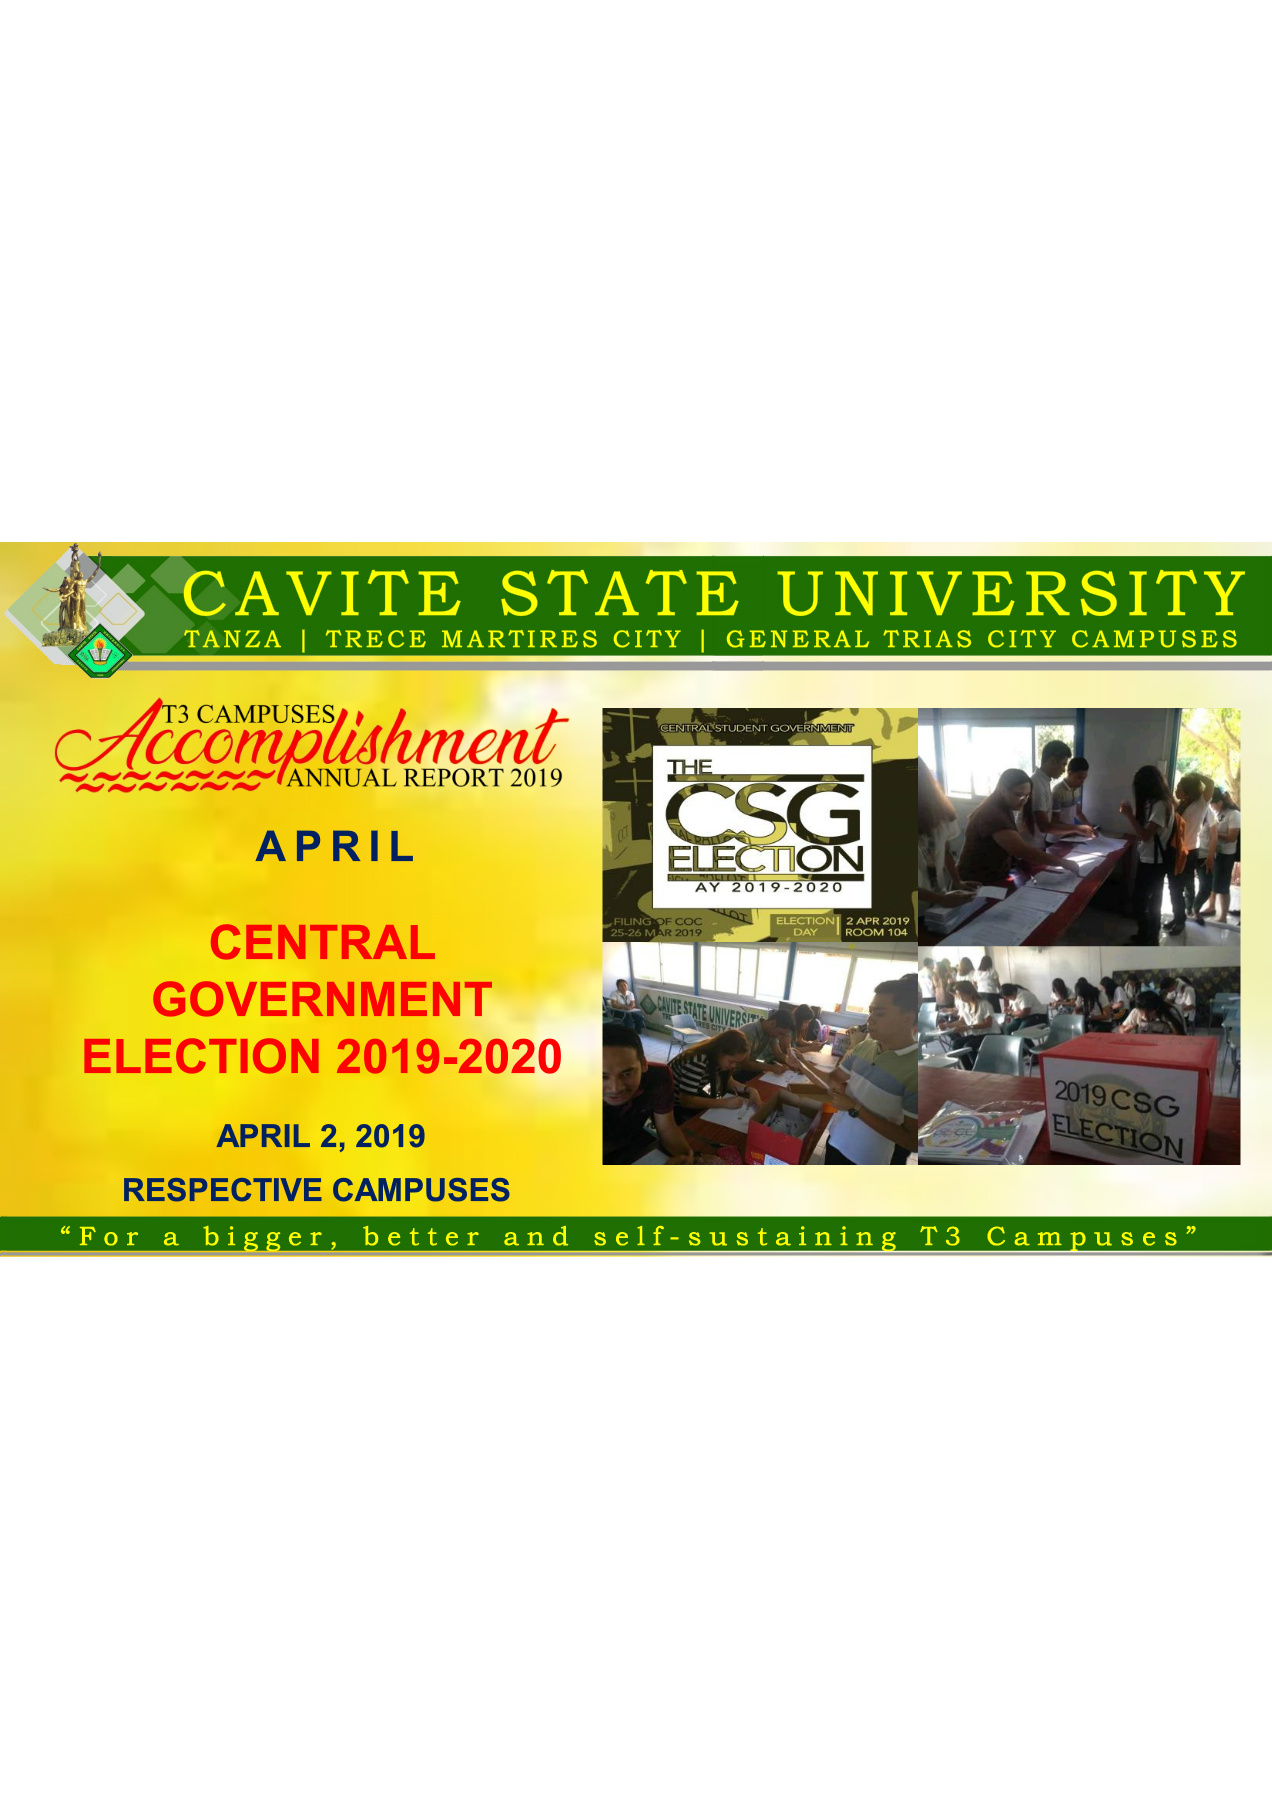 CAVITE STATE UNIVERSITY
TANZA | TRECE MARTIRES CITY | GENERAL TRIAS CITY CAMPUSES
T3 CAMPUSES
Accomplishment
ANNUAL REPORT 2019
APRIL
CENTRAL
GOVERNMENT
ELECTION 2019-2020
APRIL 2, 2019
RESPECTIVE CAMPUSES
CENTRAL STUDENT GOVERNMENT
THE
CSG
ELECTION
AY 2019-2020
FILING OF COC
25-26 MAR 2019
ELECTION
DAY
2 APR 2019
ROOM 104
CAVITE STATE UNIVERSITY
2019 CSG
ELECTION
“For a bigger, better and self-sustaining T3 Campuses”